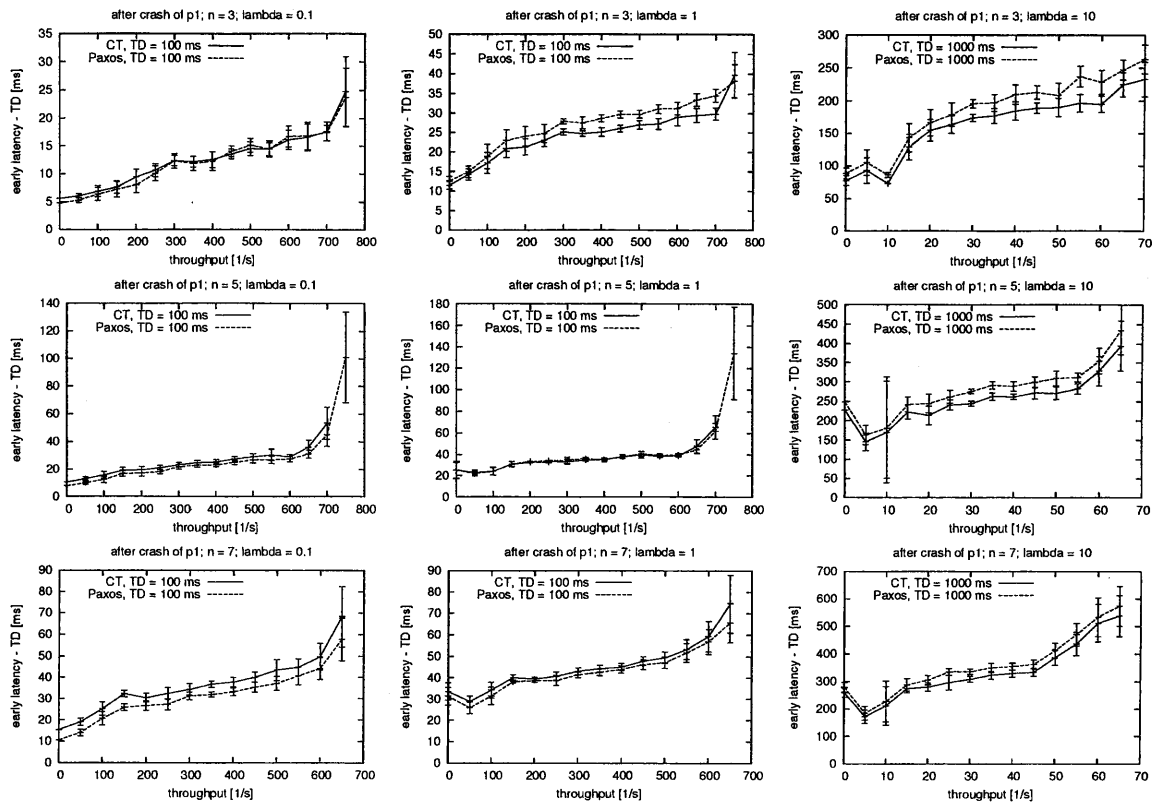 after crash of p1; n = 3; lambda = 0.1
35
30
25
20
15
10
5
0
early latency - TD [ms]
CT, TD = 100 ms
Paxos, TD = 100 ms
0 100 200 300 400 500 600 700 800
throughput [1/s]
after crash of p1; n = 3; lambda = 1
50
45
40
35
30
25
20
15
10
5
0
early latency - TD [ms]
CT, TD = 100 ms
Paxos, TD = 100 ms
0 100 200 300 400 500 600 700 800
throughput [1/s]
after crash of p1; n = 3; lambda = 10
300
250
200
150
100
50
0
early latency - TD [ms]
CT, TD = 1000 ms
Paxos, TD = 1000 ms
0 10 20 30 40 50 60 70
throughput [1/s]
after crash of p1; n = 5; lambda = 0.1
140
120
100
80
60
40
20
0
early latency - TD [ms]
CT, TD = 100 ms
Paxos, TD = 100 ms
0 100 200 300 400 500 600 700 800
throughput [1/s]
after crash of p1; n = 5; lambda = 1
180
160
140
120
100
80
60
40
20
0
early latency - TD [ms]
CT, TD = 100 ms
Paxos, TD = 100 ms
0 100 200 300 400 500 600 700 800
throughput [1/s]
after crash of p1; n = 5; lambda = 10
500
450
400
350
300
250
200
150
100
50
0
early latency - TD [ms]
CT, TD = 1000 ms
Paxos, TD = 1000 ms
0 10 20 30 40 50 60 70
throughput [1/s]
after crash of p1; n = 7; lambda = 0.1
90
80
70
60
50
40
30
20
10
0
early latency - TD [ms]
CT, TD = 100 ms
Paxos, TD = 100 ms
0 100 200 300 400 500 600 700
throughput [1/s]
after crash of p1; n = 7; lambda = 1
90
80
70
60
50
40
30
20
10
0
early latency - TD [ms]
CT, TD = 100 ms
Paxos, TD = 100 ms
0 100 200 300 400 500 600 700
throughput [1/s]
after crash of p1; n = 7; lambda = 10
700
600
500
400
300
200
100
0
early latency - TD [ms]
CT, TD = 1000 ms
Paxos, TD = 1000 ms
0 10 20 30 40 50 60 70
throughput [1/s]